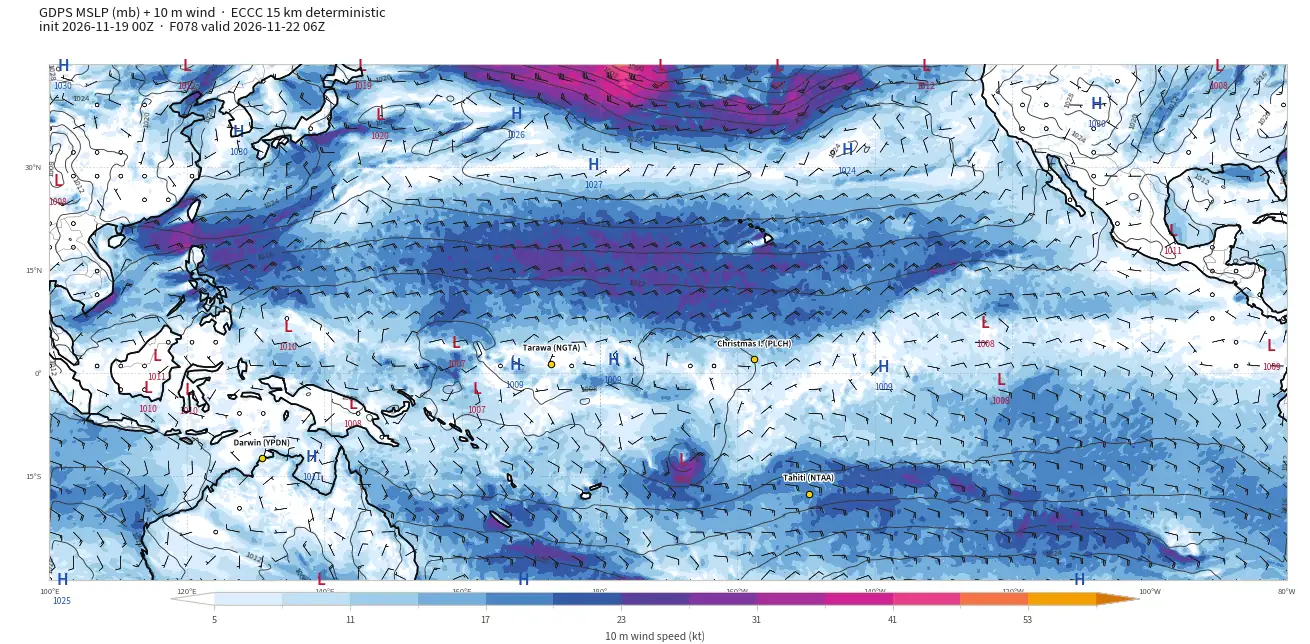 GDPS MSLP (mb) + 10 m wind · ECCC 15 km deterministic
init 2026-11-19 00Z · F078 valid 2026-11-22 06Z
H L L L L L L
1030 1018 1012 1008
1024
L 1020
H 1026
H 1030
H 1027
H 1024
L 1008
30°N
1012
L 1011
15°N
L 1010
L 1007
L 1008
Tarawa (NGTA)
Christmas I. (PLCH)
L 1011
H 1009
H 1009
H 1009
L 1009
0°
L 1010
L
L 1007
L 1008
L 1009
Darwin (YPDN)
H 1011
L
15°S
Tahiti (NTAA)
H L H H
1025
100°E 120°E 140°E 160°E 180° 160°W 140°W 120°W 100°W 80°W
5 11 17 23 31 41 53
10 m wind speed (kt)